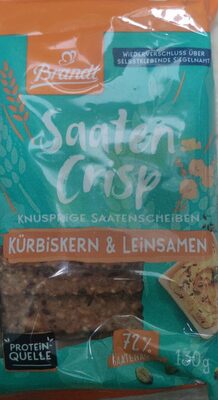 WIEDERVERSCHLUSS ÜBER
SELBSTKLEBENDE SIEGELNAHT
Brandt
Saaten
Crisp
KNUSPRIGE SAATENSCHEIBEN
KÜRBISKERN & LEINSAMEN
PROTEIN-
QUELLE
72%
130g